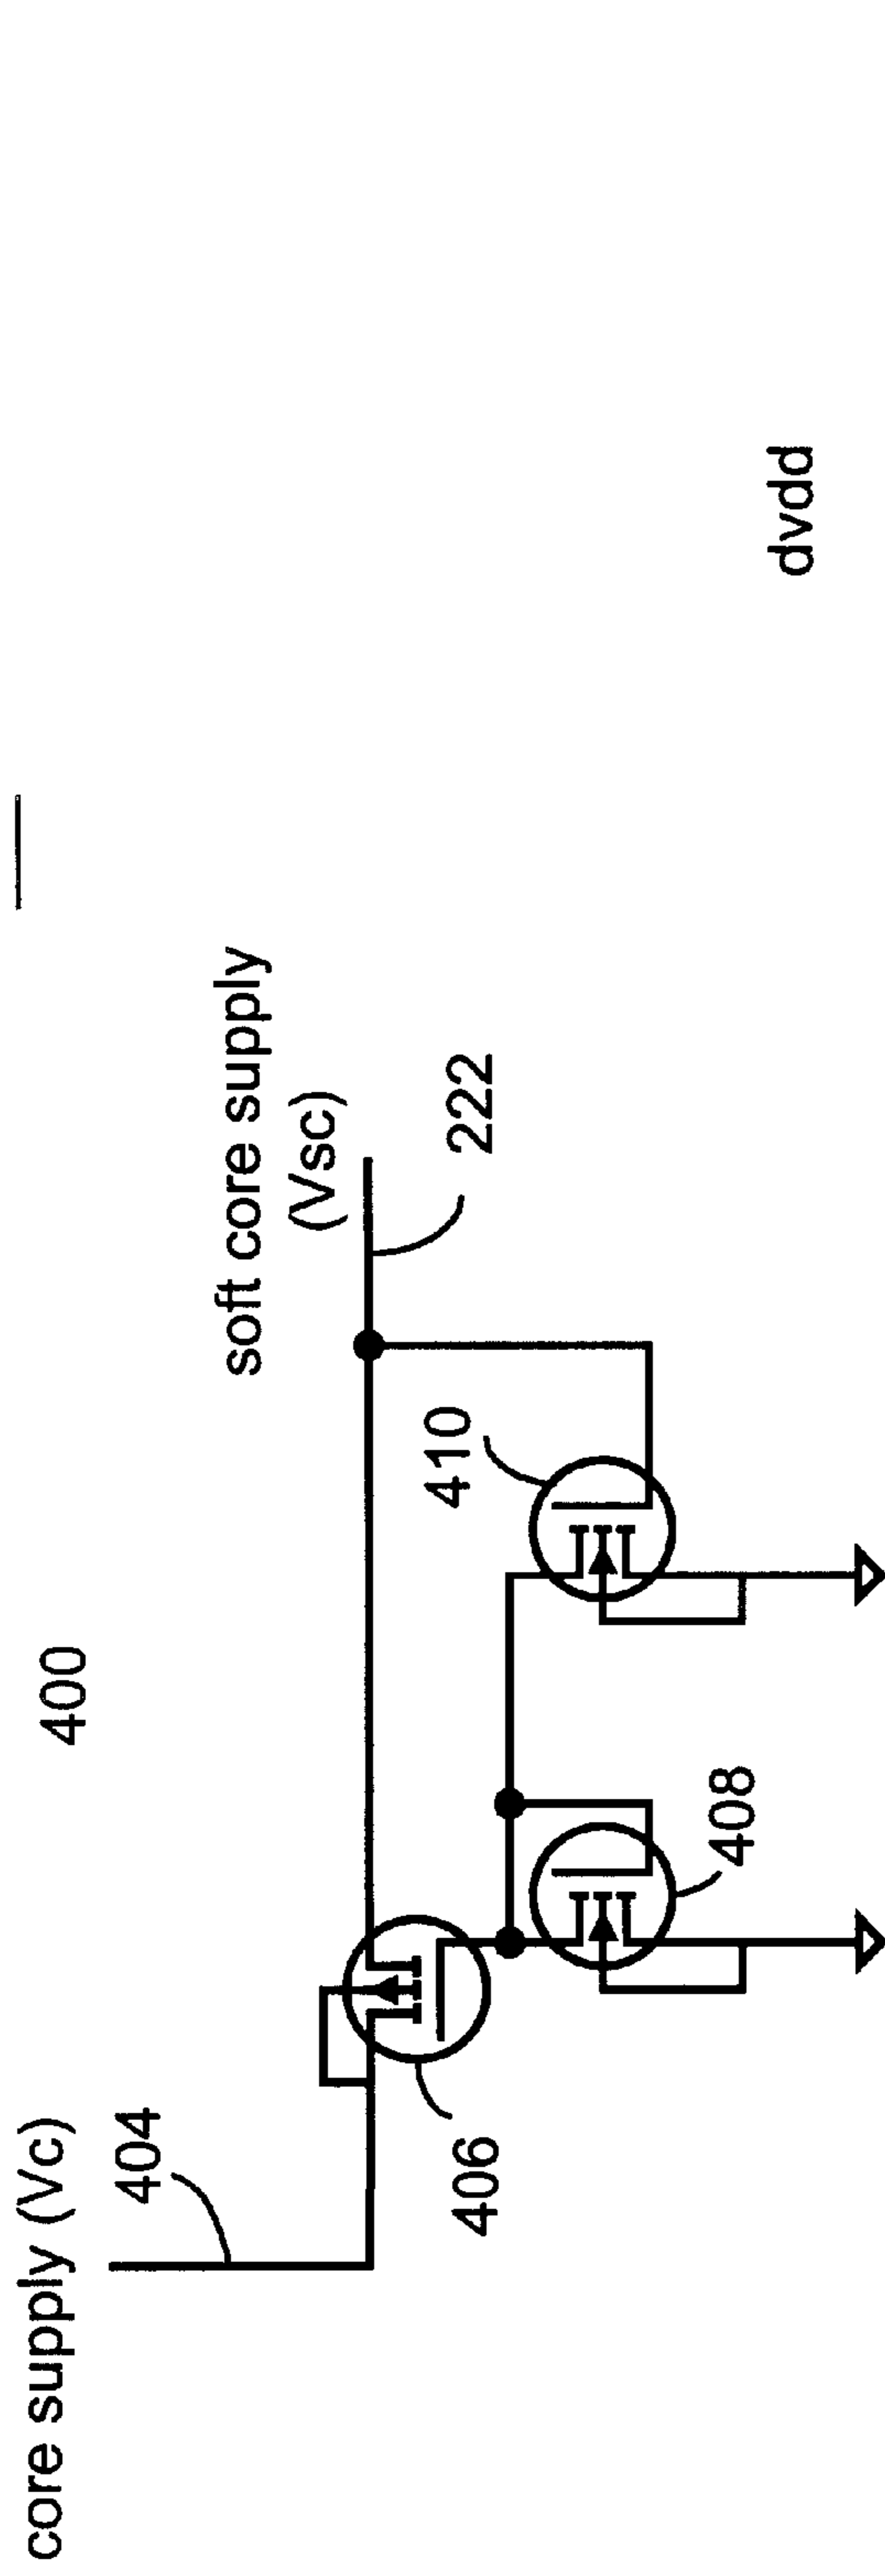 core supply (Vc)
404
400
soft core supply
(Vsc)
222
406
410
408
dvdd